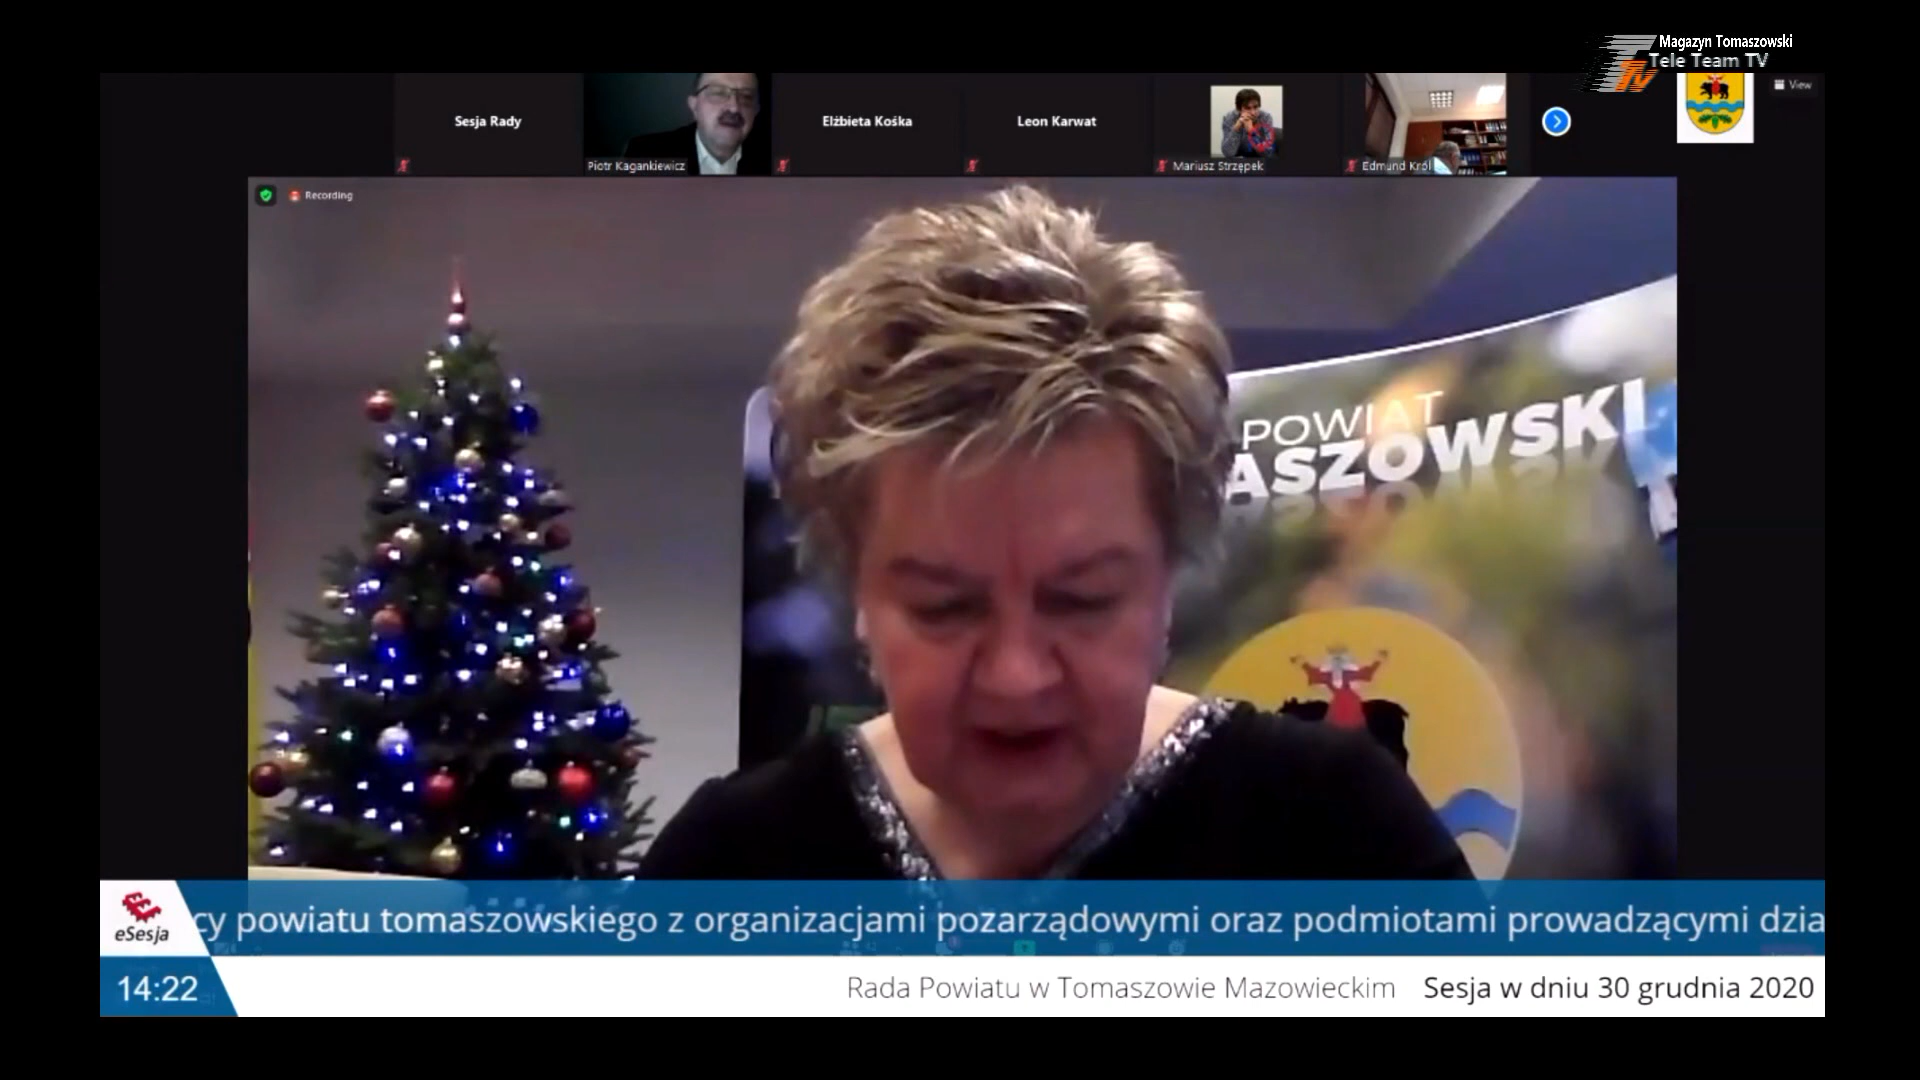 Magazyn Tomaszowski
Tele Team TV
View
Sesja Rady
Piotr Kagankiewicz
Elżbieta Kośka
Leon Karwat
Mariusz Strzępek
Edmund Król
Recording
POWIAT
ASZOWSKI
eSesja
cy powiatu tomaszowskiego z organizacjami pozarządowymi oraz podmiotami prowadzącymi dzia
14:22
Rada Powiatu w Tomaszowie Mazowieckim
Sesja w dniu 30 grudnia 2020